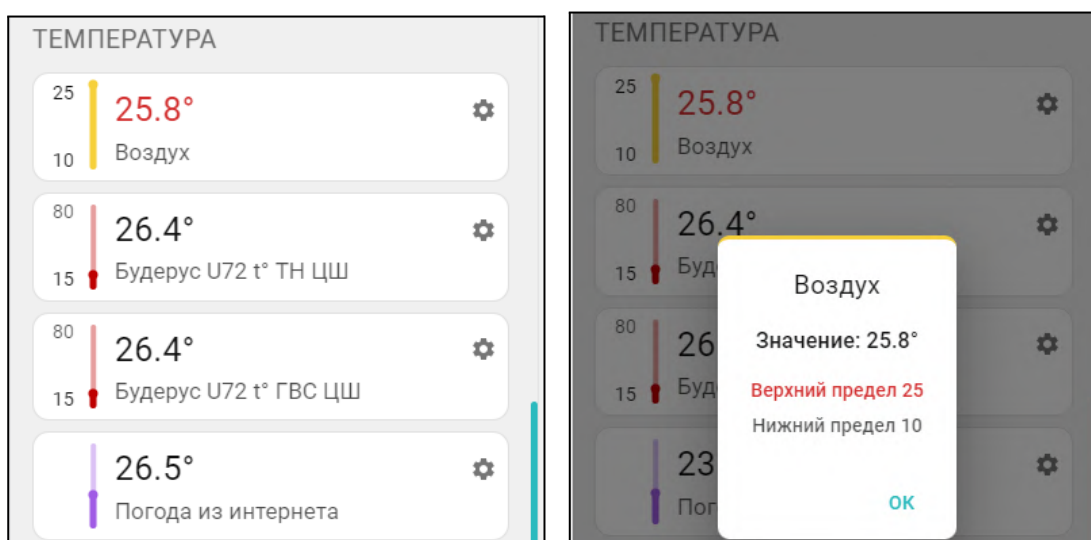 ТЕМПЕРАТУРА
25
25.8°
10
Воздух
80
26.4°
15
Будерус U72 t° ТН ЦШ
80
26.4°
15
Будерус U72 t° ГВС ЦШ
26.5°
Погода из интернета
ТЕМПЕРАТУРА
25
25.8°
10
Воздух
80
26.4°
15
Буд
80
26
15
Буд
23
Пог
Воздух
Значение: 25.8°
Верхний предел 25
Нижний предел 10
ОК